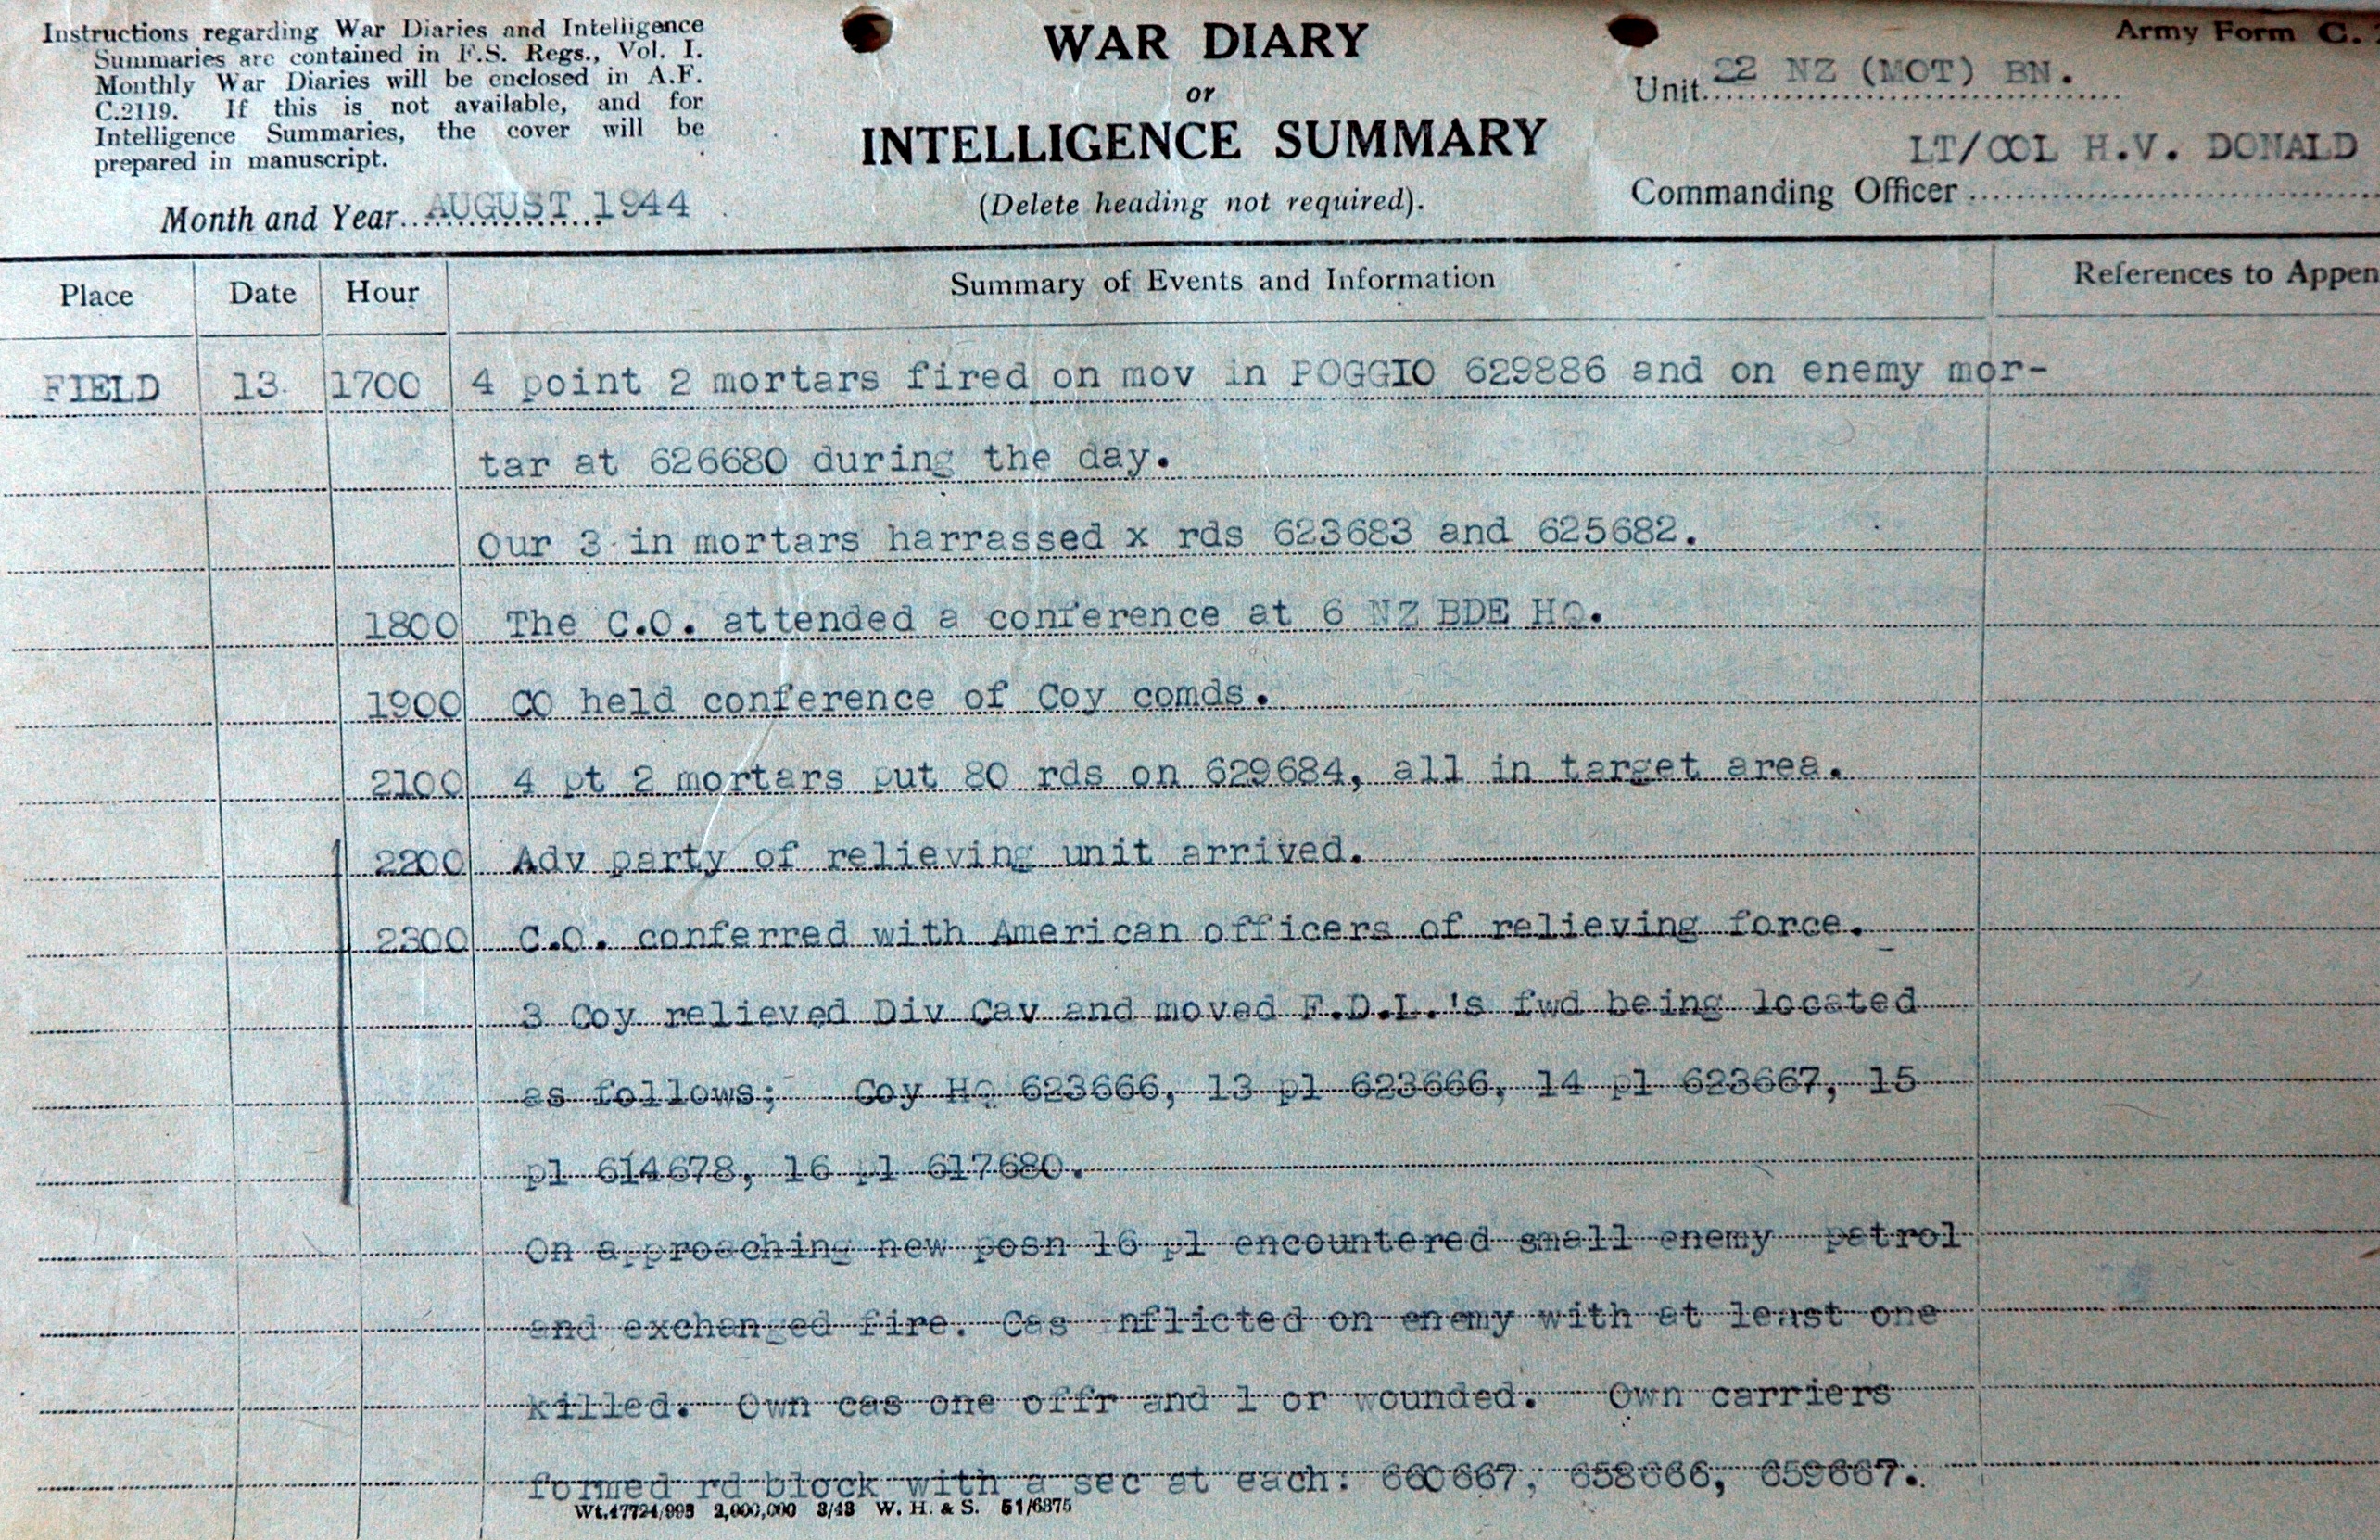 Instructions regarding War Diaries and Intelligence
Summaries are contained in F.S. Regs., Vol. I.
Monthly War Diaries will be enclosed in A.F.
C.2119. If this is not available, and for
Intelligence Summaries, the cover will be
prepared in manuscript.
Month and Year AUGUST 1944
WAR DIARY
or
INTELLIGENCE SUMMARY
(Delete heading not required).
Army Form C.
Unit 22 NZ (MOT) BN.
LT/COL H.V. DONALD
Commanding Officer
Place Date Hour Summary of Events and Information References to Appen
FIELD 13. 1700 4 point 2 mortars fired on mov in POGGIO 629886 and on enemy mor-
tar at 626680 during the day.
Our 3 in mortars harrassed x rds 623683 and 625682.
1800 The C.O. attended a conference at 6 NZ BDE HQ.
1900 CO held conference of Coy comds.
2100 4 pt 2 mortars put 80 rds on 629684, all in target area.
2200 Adv party of relieving unit arrived.
2300 C.O. conferred with American officers of relieving force.
3 Coy relieved Div Cav and moved F.D.L.'s fwd being located
as follows; Coy HQ 623666, 13 pl 623666, 14 pl 623667, 15
pl 614678, 16 pl 617680.
On approaching new posn 16 pl encountered small enemy patrol
and exchanged fire. Cas nflicted on enemy with at least one
killed. Own cas one offr and 1 or wounded. Own carriers
formed rd block with a sec at each: 660667, 658666, 659667.
Wt.47724/993 2,000,000 3/43 W. H. & S. 51/6375